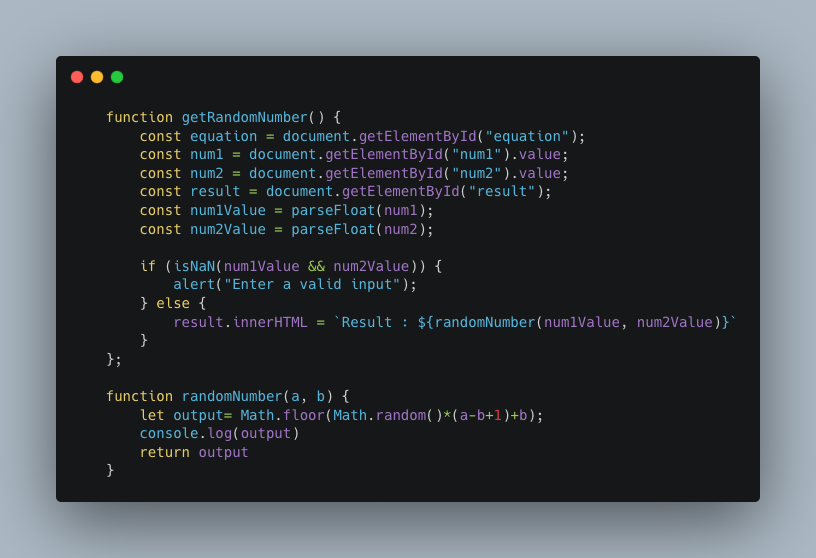 function getRandomNumber() {
    const equation = document.getElementById("equation");
    const num1 = document.getElementById("num1").value;
    const num2 = document.getElementById("num2").value;
    const result = document.getElementById("result");
    const num1Value = parseFloat(num1);
    const num2Value = parseFloat(num2);

    if (isNaN(num1Value && num2Value)) {
        alert("Enter a valid input");
    } else {
        result.innerHTML = `Result : ${randomNumber(num1Value, num2Value)}`
    }
};

function randomNumber(a, b) {
    let output= Math.floor(Math.random()*(a-b+1)+b);
    console.log(output)
    return output
}